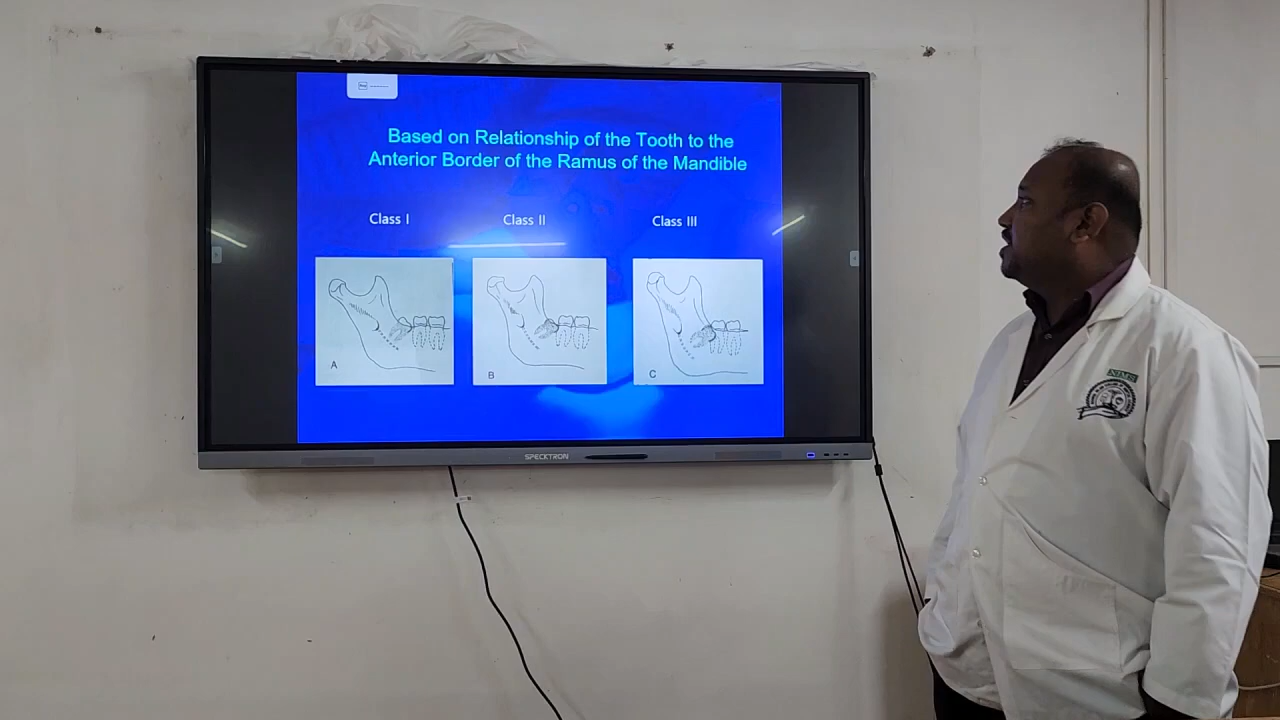 Based on Relationship of the Tooth to the
Anterior Border of the Ramus of the Mandible
Class I
Class II
Class III
A
B
C
SPECKTRON